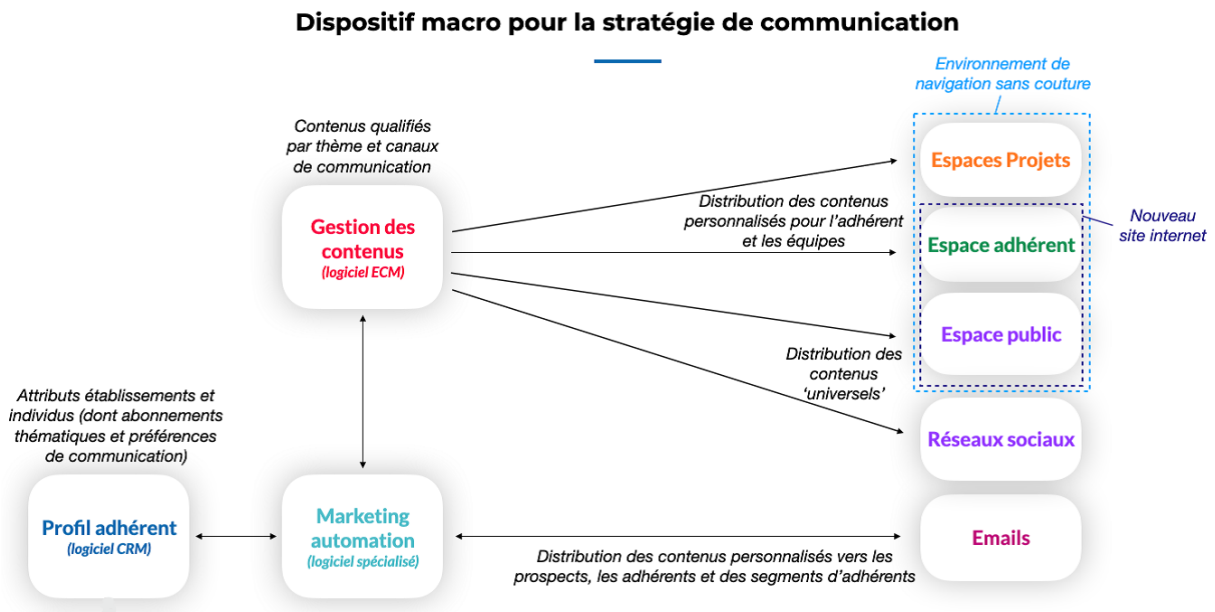 Dispositif macro pour la stratégie de communication
Environnement de
navigation sans couture
Contenus qualifiés
par thème et canaux
de communication
Espaces Projets
Gestion des
contenus
(logiciel ECM)
Distribution des contenus
personnalisés pour l’adhérent
et les équipes
Espace adhérent
Nouveau
site internet
Espace public
Distribution des
contenus
‘universels’
Attributs établissements et
individus (dont abonnements
thématiques et préférences
de communication)
Réseaux sociaux
Profil adhérent
(logiciel CRM)
Marketing
automation
(logiciel spécialisé)
Emails
Distribution des contenus personnalisés vers les
prospects, les adhérents et des segments d’adhérents